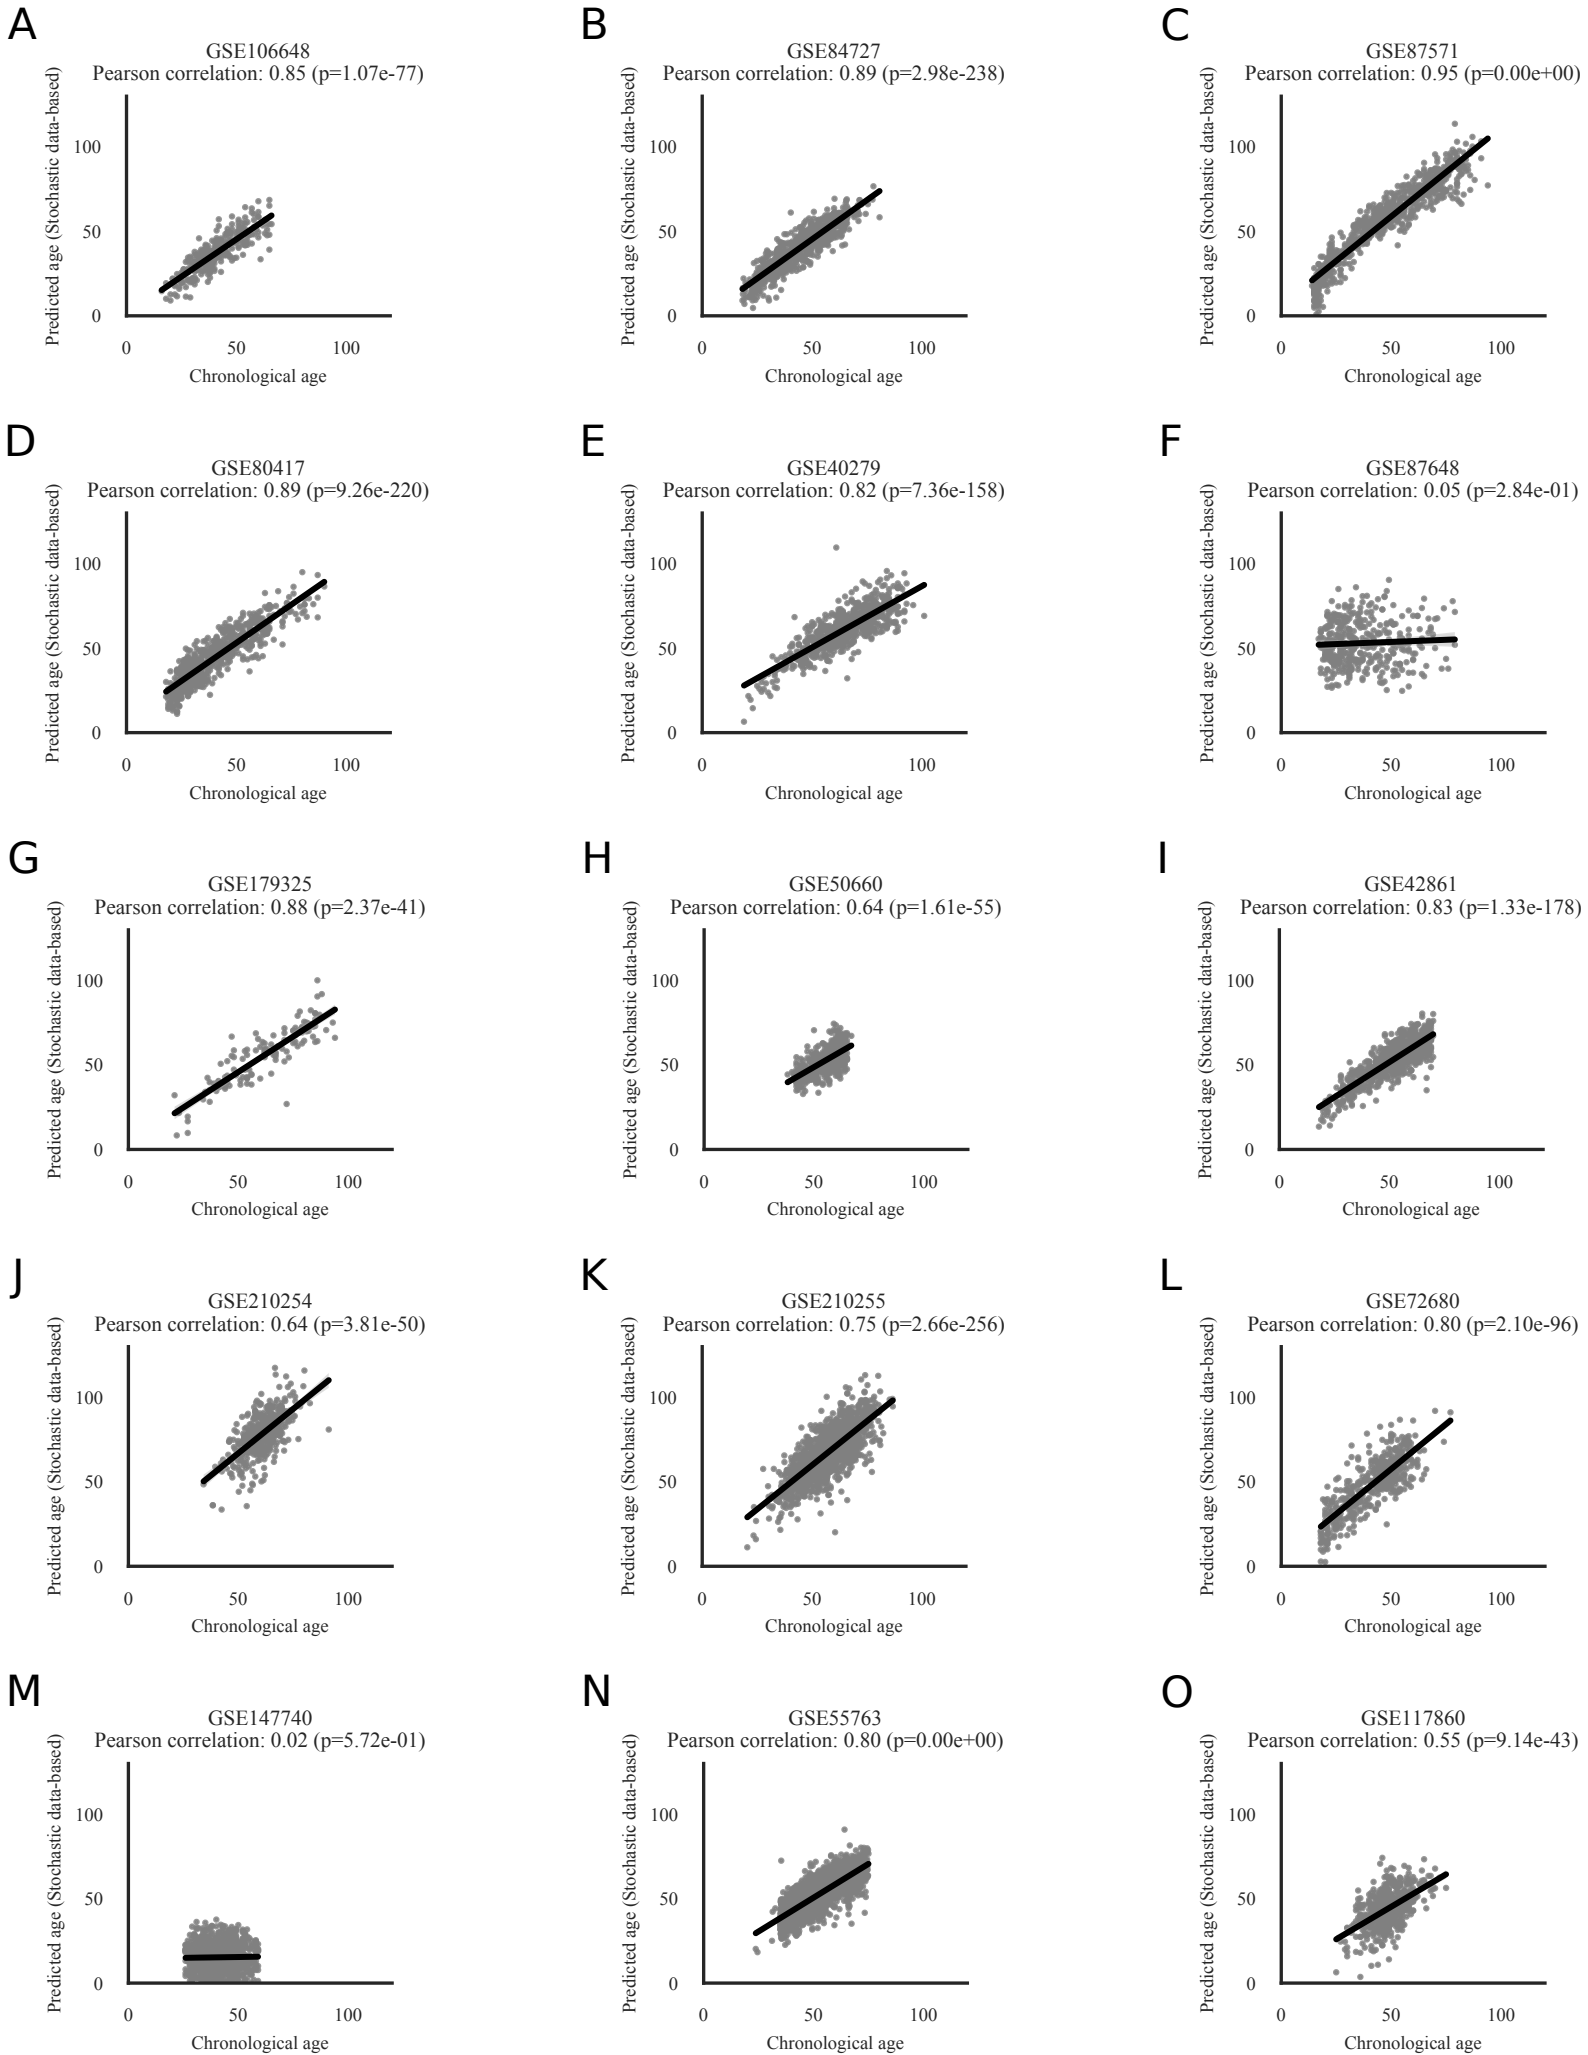 A
GSE106648
Pearson correlation: 0.85 (p=1.07e-77)
Predicted age (Stochastic data-based)
100
50
0
0 50 100
Chronological age
B
GSE84727
Pearson correlation: 0.89 (p=2.98e-238)
Predicted age (Stochastic data-based)
100
50
0
0 50 100
Chronological age
C
GSE87571
Pearson correlation: 0.95 (p=0.00e+00)
Predicted age (Stochastic data-based)
100
50
0
0 50 100
Chronological age
D
GSE80417
Pearson correlation: 0.89 (p=9.26e-220)
Predicted age (Stochastic data-based)
100
50
0
0 50 100
Chronological age
E
GSE40279
Pearson correlation: 0.82 (p=7.36e-158)
Predicted age (Stochastic data-based)
100
50
0
0 50 100
Chronological age
F
GSE87648
Pearson correlation: 0.05 (p=2.84e-01)
Predicted age (Stochastic data-based)
100
50
0
0 50 100
Chronological age
G
GSE179325
Pearson correlation: 0.88 (p=2.37e-41)
Predicted age (Stochastic data-based)
100
50
0
0 50 100
Chronological age
H
GSE50660
Pearson correlation: 0.64 (p=1.61e-55)
Predicted age (Stochastic data-based)
100
50
0
0 50 100
Chronological age
I
GSE42861
Pearson correlation: 0.83 (p=1.33e-178)
Predicted age (Stochastic data-based)
100
50
0
0 50 100
Chronological age
J
GSE210254
Pearson correlation: 0.64 (p=3.81e-50)
Predicted age (Stochastic data-based)
100
50
0
0 50 100
Chronological age
K
GSE210255
Pearson correlation: 0.75 (p=2.66e-256)
Predicted age (Stochastic data-based)
100
50
0
0 50 100
Chronological age
L
GSE72680
Pearson correlation: 0.80 (p=2.10e-96)
Predicted age (Stochastic data-based)
100
50
0
0 50 100
Chronological age
M
GSE147740
Pearson correlation: 0.02 (p=5.72e-01)
Predicted age (Stochastic data-based)
100
50
0
0 50 100
Chronological age
N
GSE55763
Pearson correlation: 0.80 (p=0.00e+00)
Predicted age (Stochastic data-based)
100
50
0
0 50 100
Chronological age
O
GSE117860
Pearson correlation: 0.55 (p=9.14e-43)
Predicted age (Stochastic data-based)
100
50
0
0 50 100
Chronological age